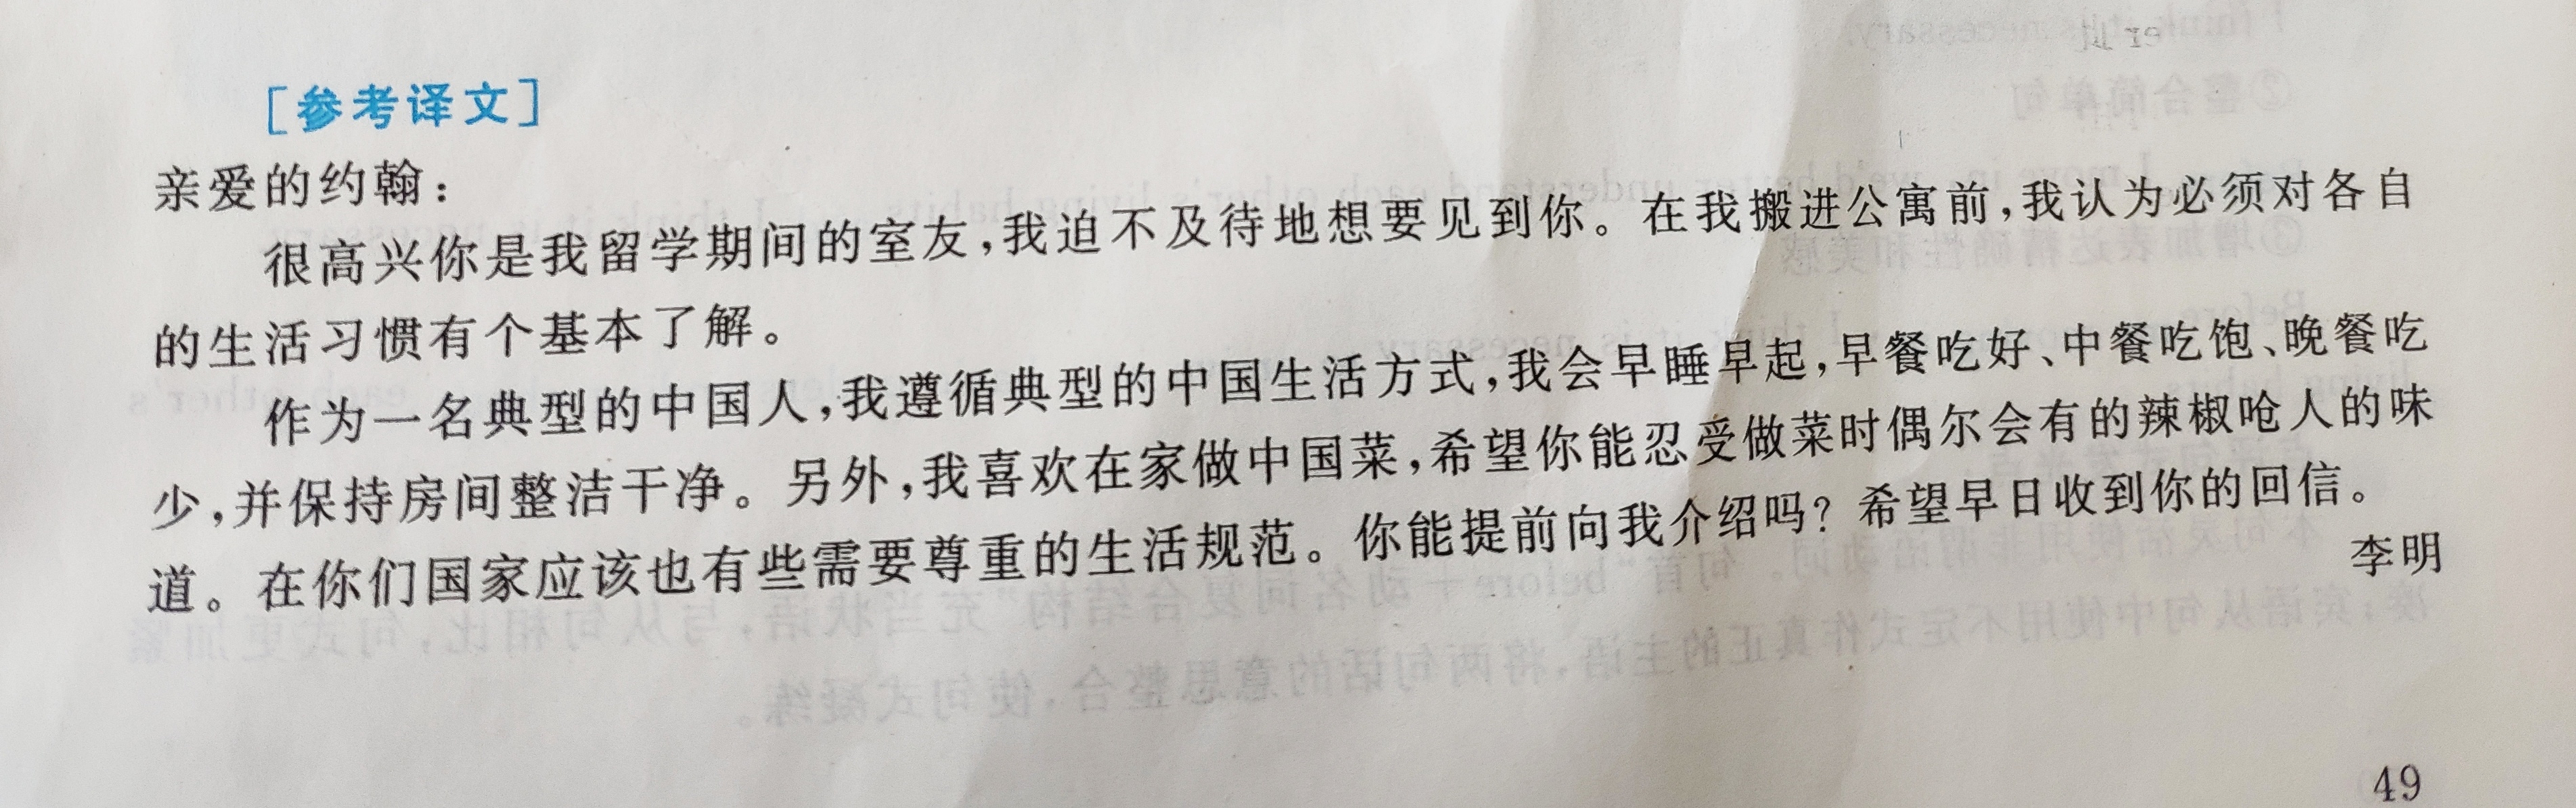 [参考译文]
亲爱的约翰：
很高兴你是我留学期间的室友，我迫不及待地想要见到你。在我搬进公寓前，我认为必须对各自
的生活习惯有个基本了解。
作为一名典型的中国人，我遵循典型的中国生活方式，我会早睡早起，早餐吃好、中餐吃饱、晚餐吃
少，并保持房间整洁干净。另外，我喜欢在家做中国菜，希望你能忍受做菜时偶尔会有的辣椒呛人的味
道。在你们国家应该也有些需要尊重的生活规范。你能提前向我介绍吗？希望早日收到你的回信。
李明
49